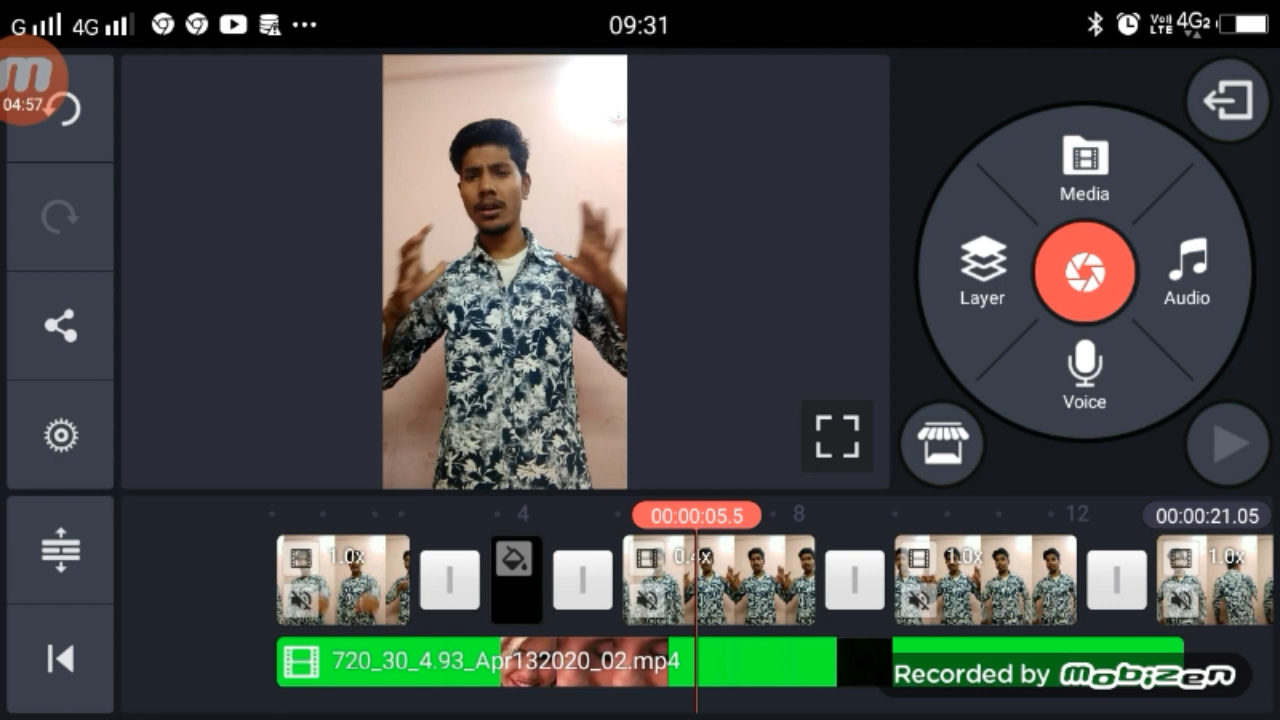 G 4G 09:31 VoLTE 4G2
m
04:57
Media
Layer
Audio
Voice
4 00:00:05.5 8 12 00:00:21.05
1.0x 0.4x 1.0x 1.0x
720_30_4.93_Apr132020_02.mp4
Recorded by mobizen